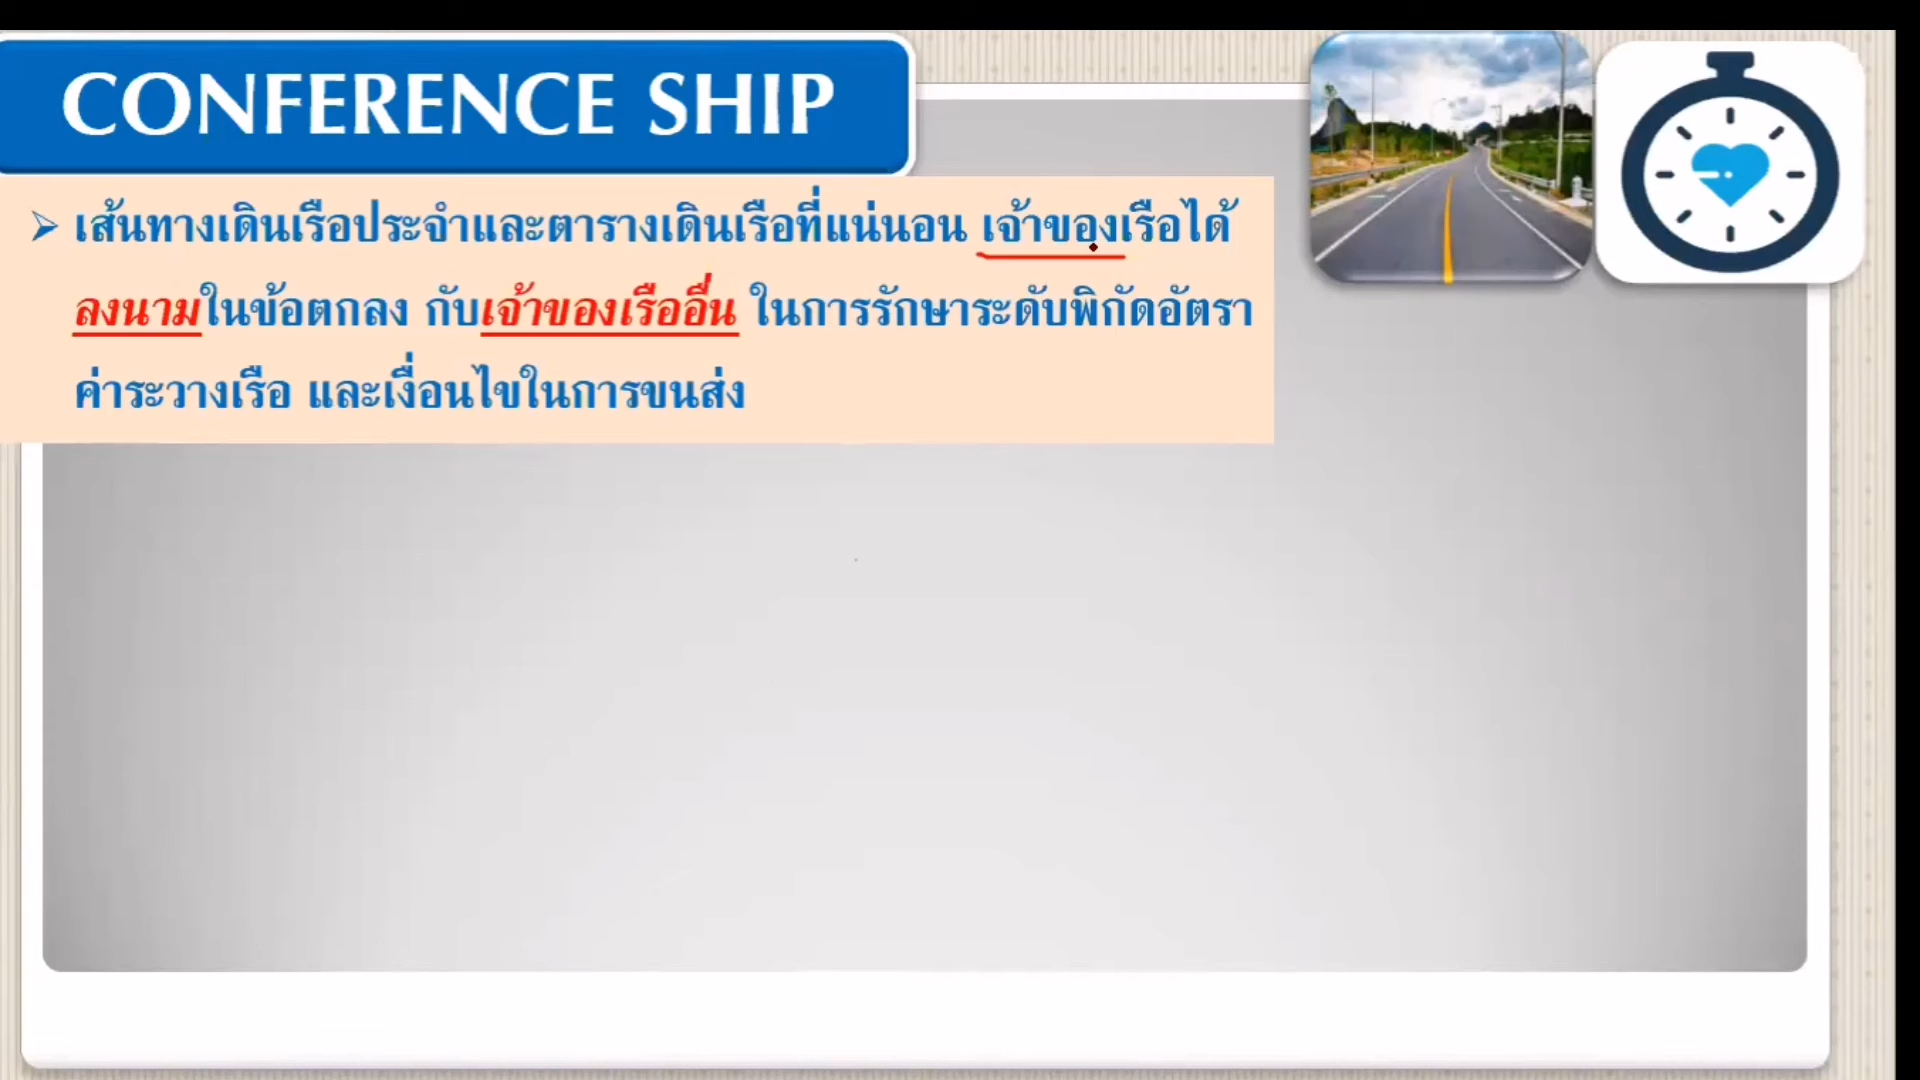 CONFERENCE SHIP
➢ เส้นทางเดินเรือประจำและตารางเดินเรือที่แน่นอน เจ้าของเรือได้
ลงนามในข้อตกลง กับเจ้าของเรืออื่น ในการรักษาระดับพิกัดอัตรา
ค่าระวางเรือ และเงื่อนไขในการขนส่ง